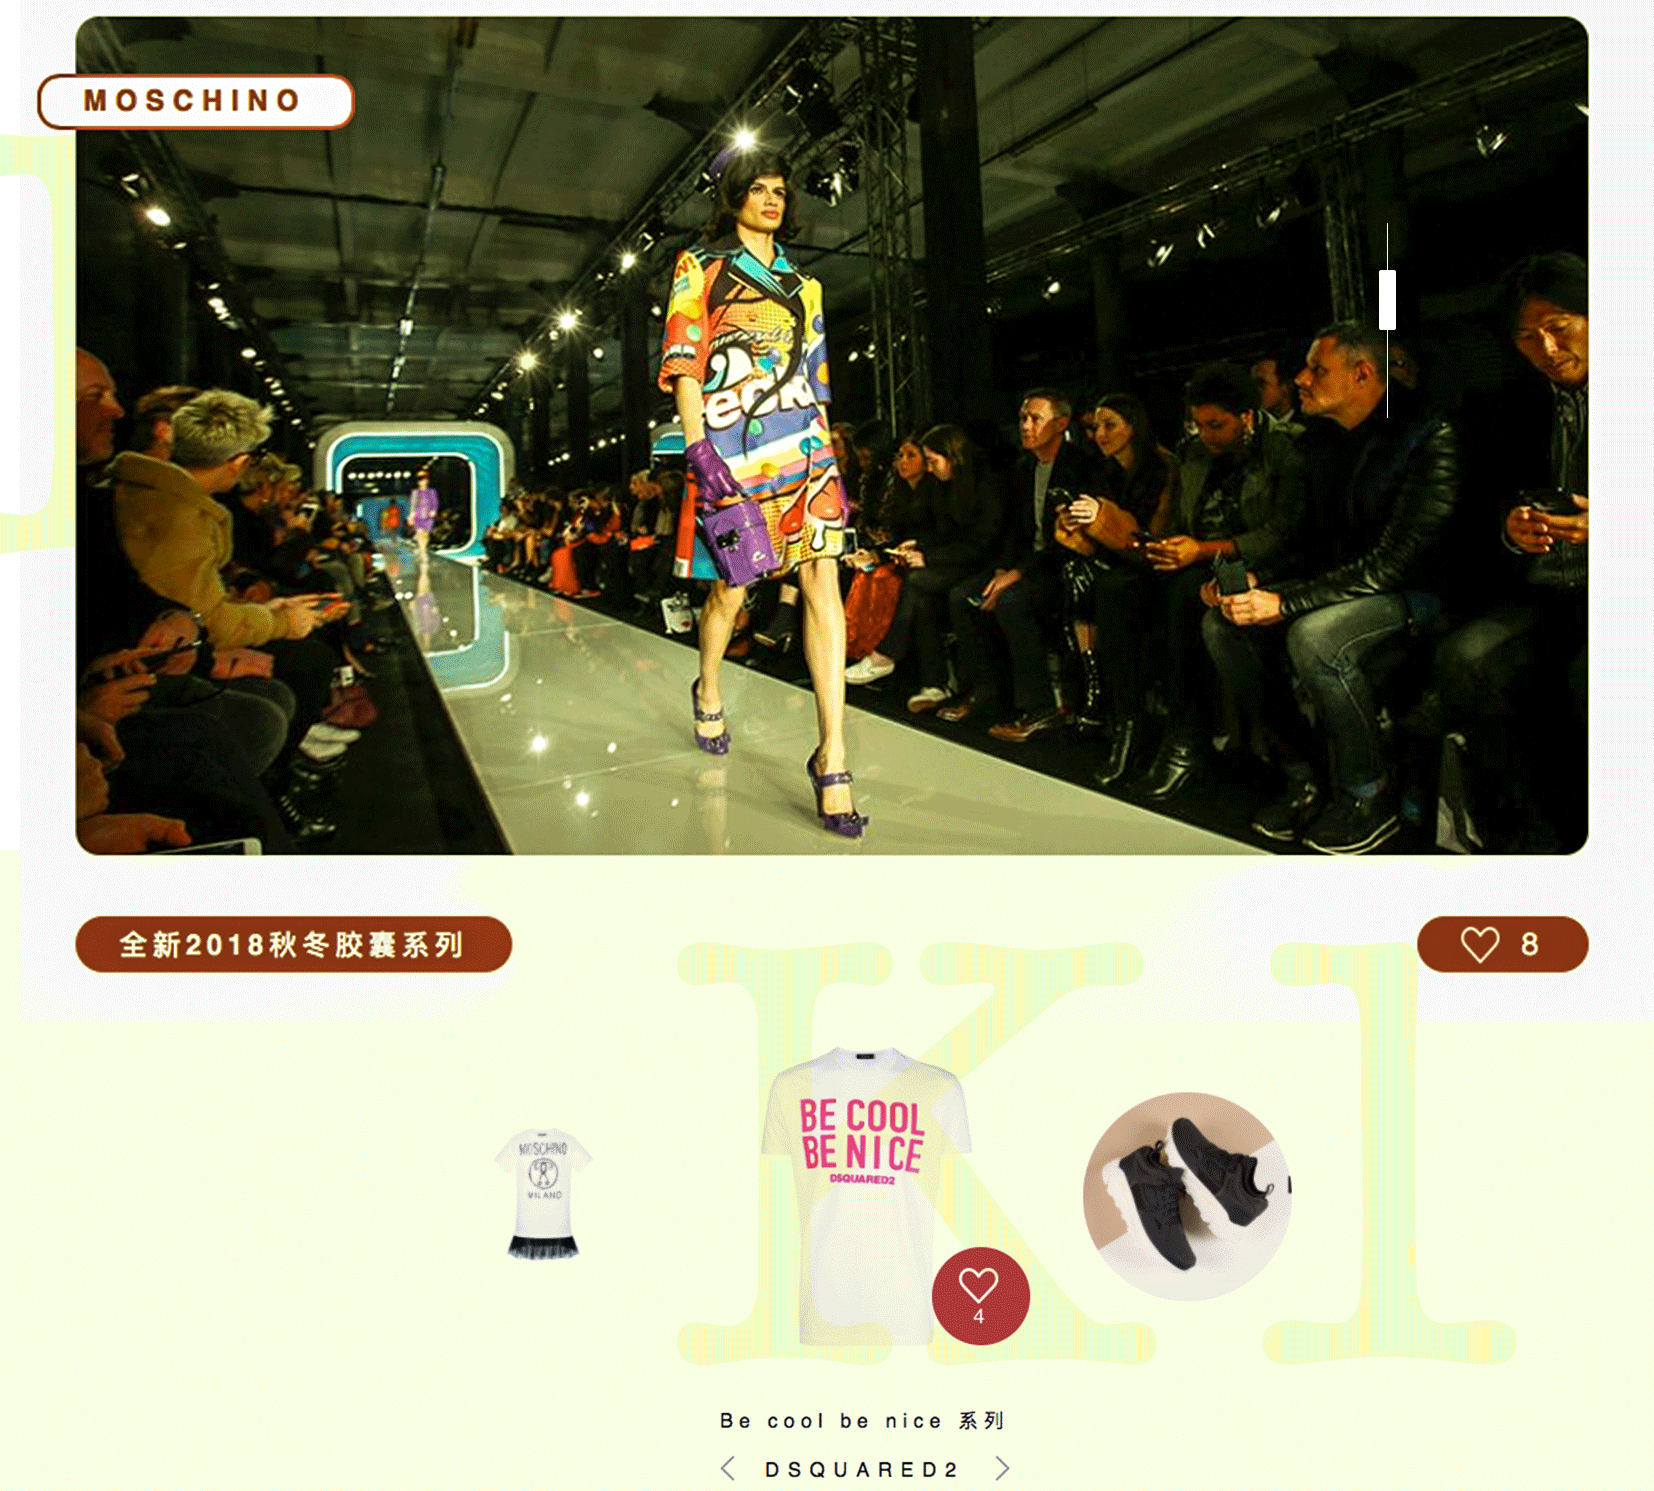 MOSCHINO
全新2018秋冬胶囊系列
8
MOSCHINO
MILANO
BE COOL
BE NICE
DSQUARED2
4
KI
Be cool be nice 系列
DSQUARED2